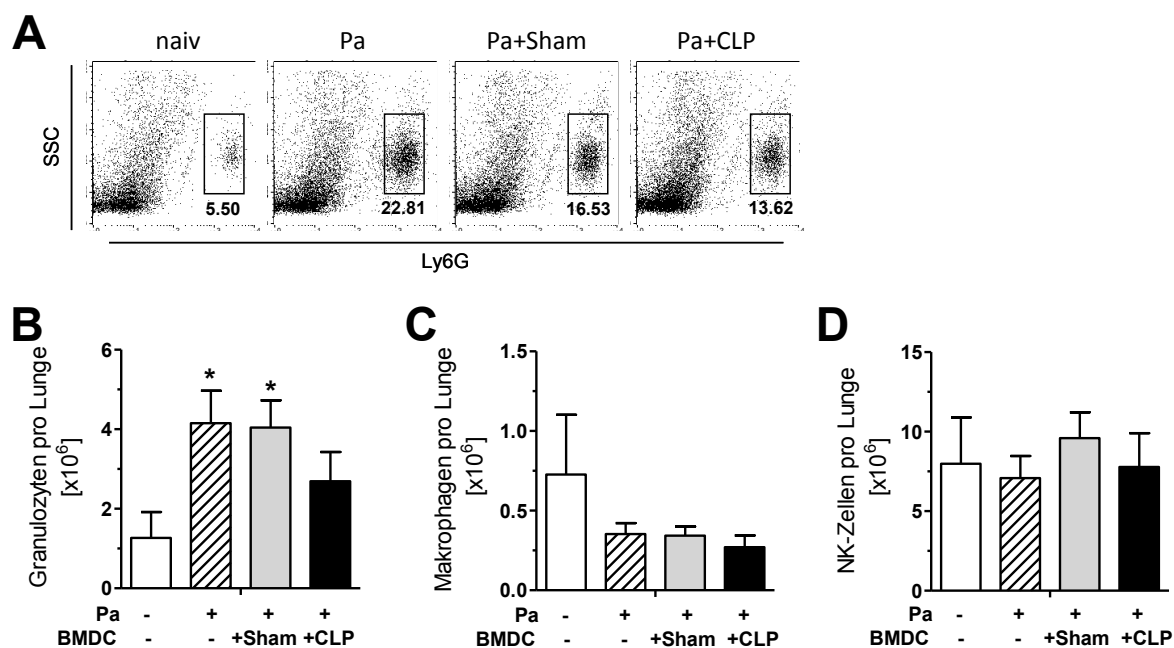 A
naiv Pa Pa+Sham Pa+CLP
SSC
5.50 22.81 16.53 13.62
Ly6G
B
Granulozyten pro Lunge
[x10⁶]
6
4
2
0
* *
Pa - + + +
BMDC - - +Sham +CLP
C
Makrophagen pro Lunge
[x10⁶]
1.5
1.0
0.5
0.0
Pa - + + +
BMDC - - +Sham +CLP
D
NK-Zellen pro Lunge
[x10⁶]
15
10
5
0
Pa - + + +
BMDC - - +Sham +CLP